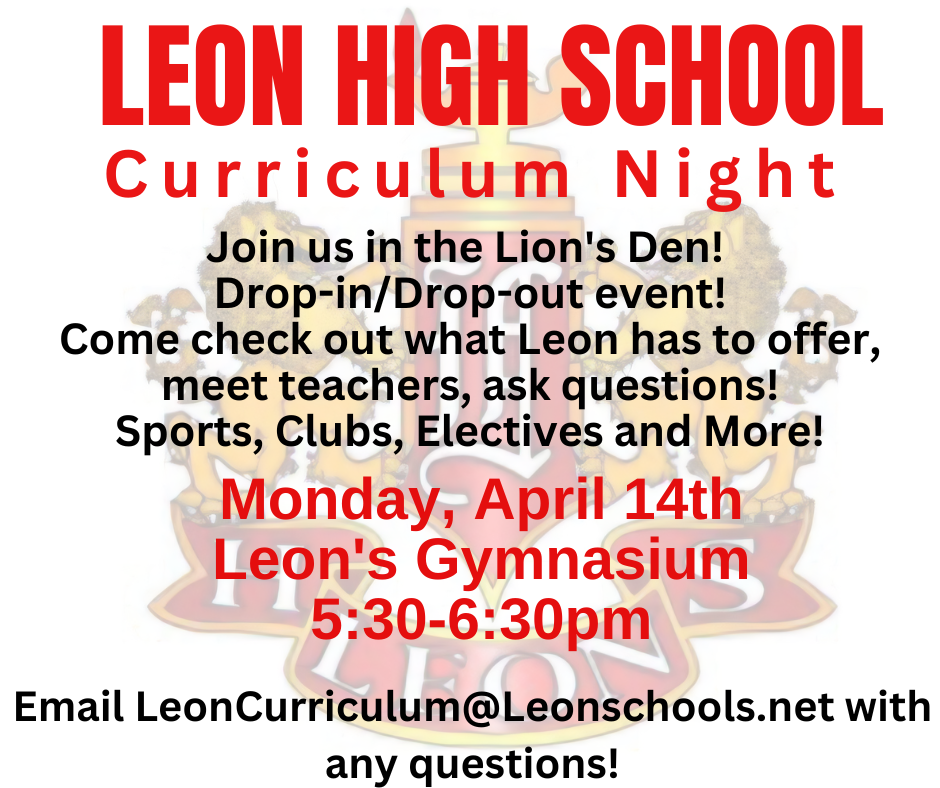 LEON HIGH SCHOOL
Curriculum Night
Join us in the Lion's Den!
Drop-in/Drop-out event!
Come check out what Leon has to offer,
meet teachers, ask questions!
Sports, Clubs, Electives and More!
Monday, April 14th
Leon's Gymnasium
5:30-6:30pm
H S
LEON
Email LeonCurriculum@Leonschools.net with
any questions!